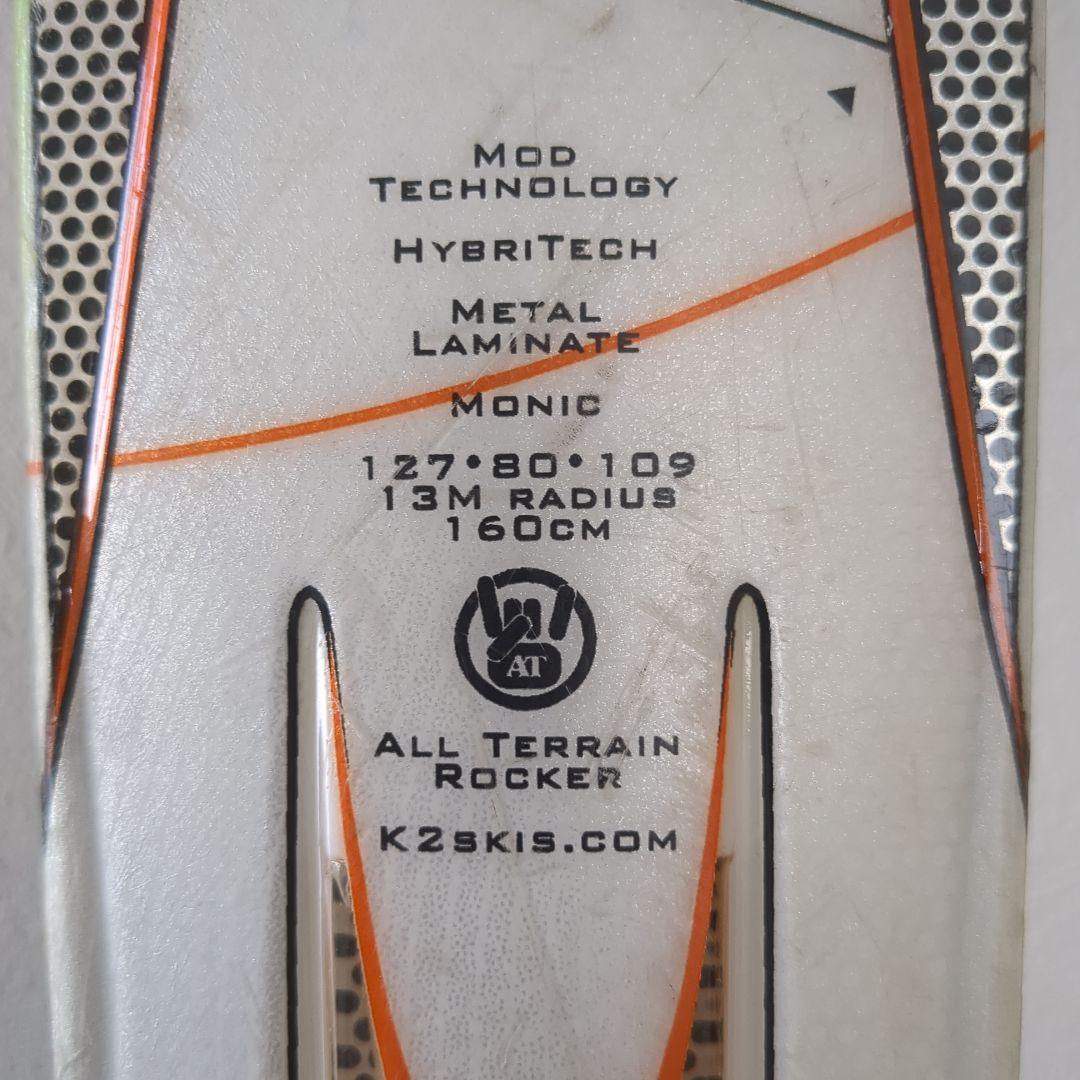 MOD
TECHNOLOGY
HYBRITECH
METAL
LAMINATE
MONIC
127•80•109
13M RADIUS
160CM
AT
ALL TERRAIN
ROCKER
K2SKIS.COM